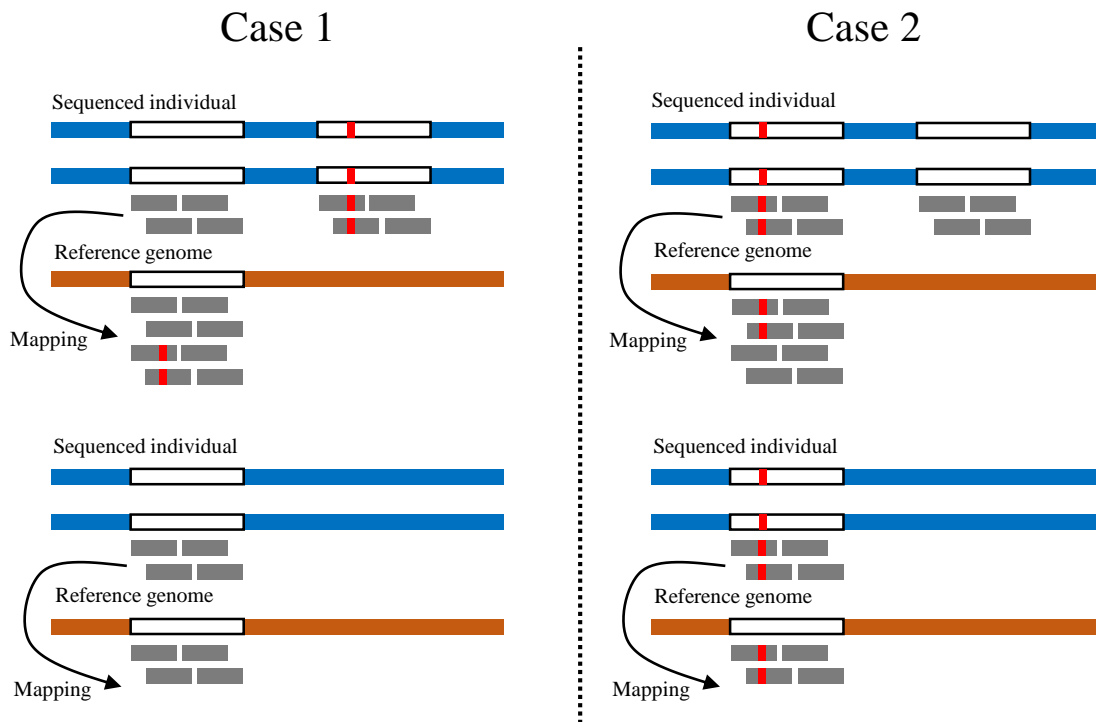 Case 1
Sequenced individual
Reference genome
Mapping
Sequenced individual
Reference genome
Mapping
Case 2
Sequenced individual
Reference genome
Mapping
Sequenced individual
Reference genome
Mapping